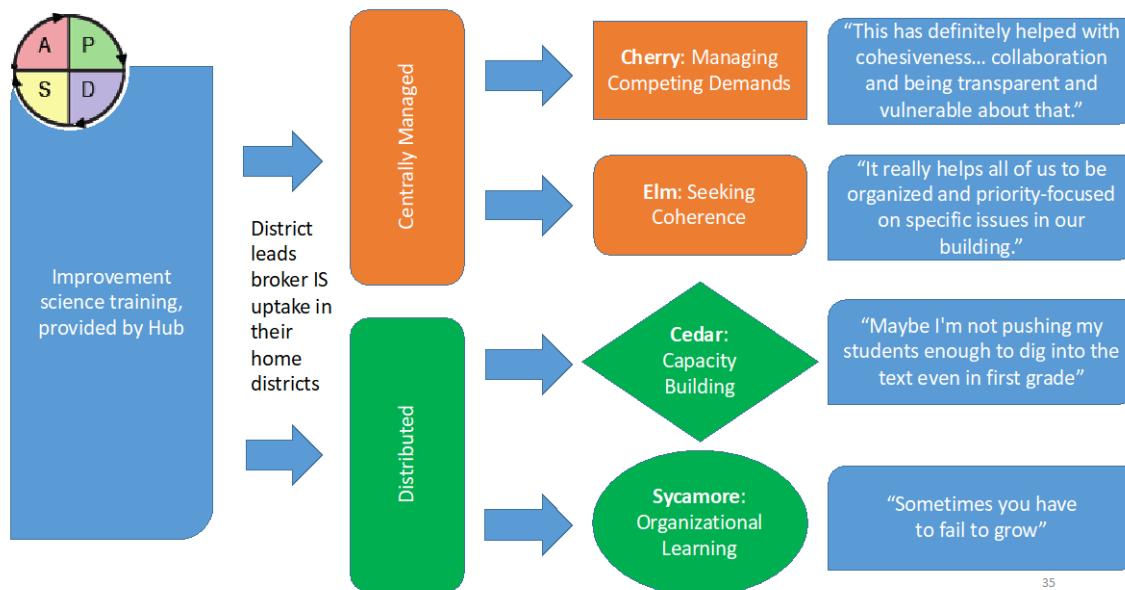 A P
S D
Improvement
science training,
provided by Hub
District
leads
broker IS
uptake in
their
home
districts
Centrally Managed
Cherry: Managing
Competing Demands
“This has definitely helped with
cohesiveness... collaboration
and being transparent and
vulnerable about that.”
Elm: Seeking
Coherence
“It really helps all of us to be
organized and priority-focused
on specific issues in our
building.”
Distributed
Cedar:
Capacity
Building
“Maybe I'm not pushing my
students enough to dig into the
text even in first grade”
Sycamore:
Organizational
Learning
“Sometimes you have
to fail to grow”
35